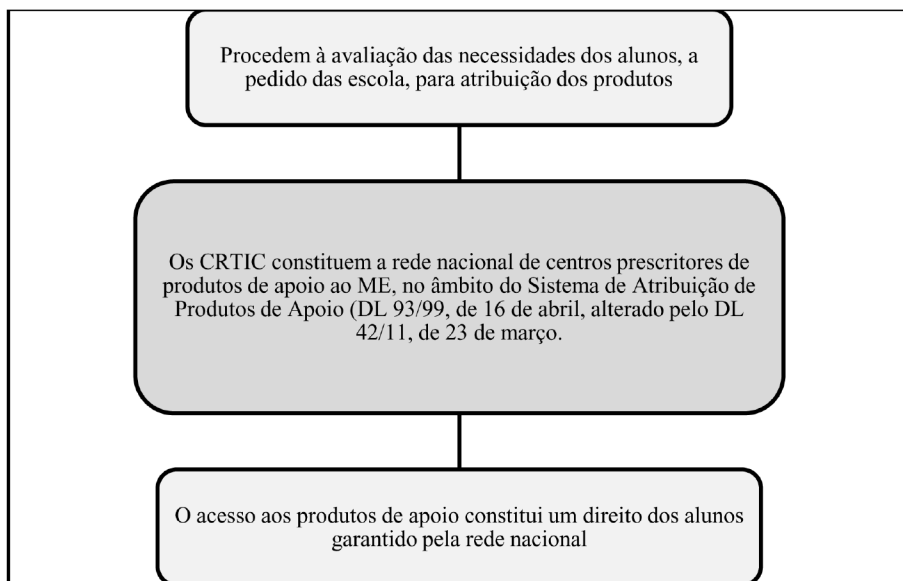 Procedem à avaliação das necessidades dos alunos, a
pedido das escola, para atribuição dos produtos
Os CRTIC constituem a rede nacional de centros prescritores de
produtos de apoio ao ME, no âmbito do Sistema de Atribuição de
Produtos de Apoio (DL 93/99, de 16 de abril, alterado pelo DL
42/11, de 23 de março.
O acesso aos produtos de apoio constitui um direito dos alunos
garantido pela rede nacional